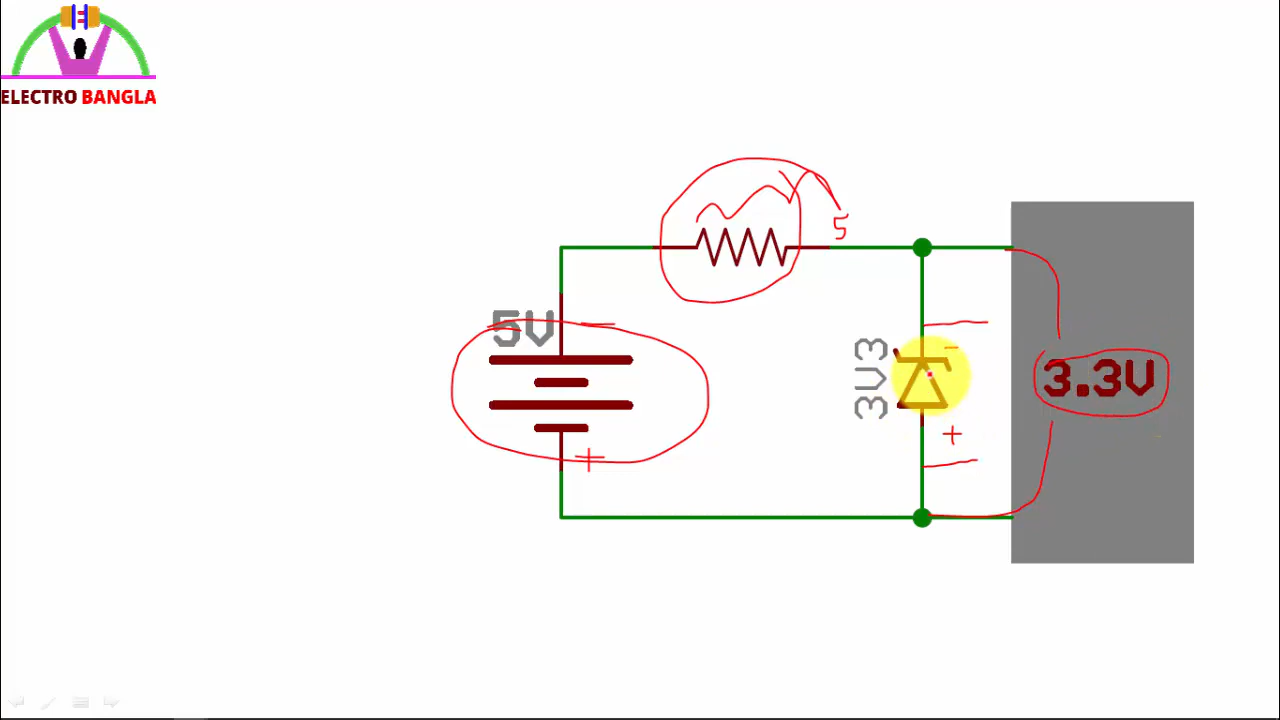 ELECTRO BANGLA
5
5V
−
3V3
−
3.3V
+
+